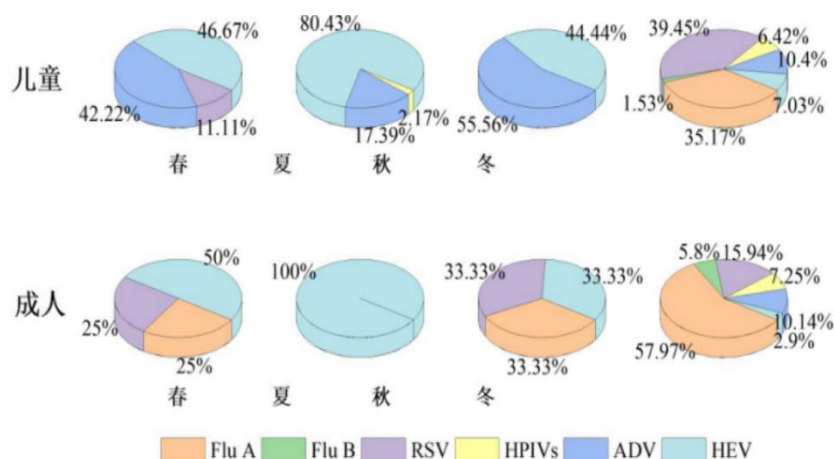 46.67% 80.43% 44.44% 39.45% 6.42%
儿童 10.4%
42.22% 11.11% 17.39% 2.17% 55.56% 1.53% 35.17% 7.03%
春 夏 秋 冬
50% 100% 33.33% 33.33% 5.8% 15.94% 7.25%
成人
25% 25% 33.33% 57.97% 10.14% 2.9%
春 夏 秋 冬
Flu A Flu B RSV HPIVs ADV HEV